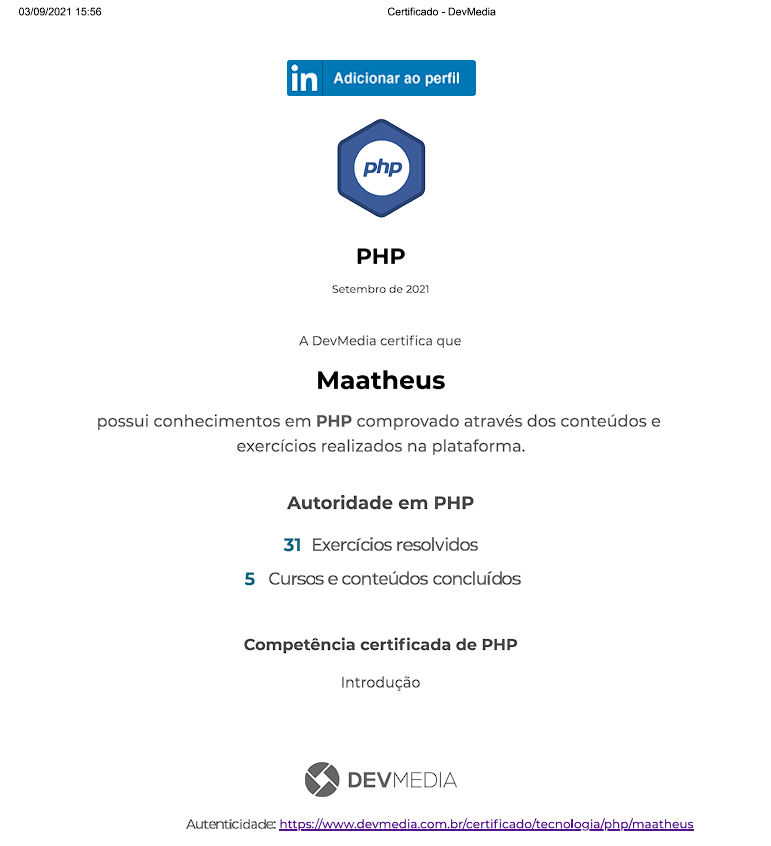 03/09/2021 15:56
Certificado - DevMedia
in Adicionar ao perfil
php
PHP
Setembro de 2021
A DevMedia certifica que
Maatheus
possui conhecimentos em PHP comprovado através dos conteúdos e
exercícios realizados na plataforma.
Autoridade em PHP
31 Exercícios resolvidos
5 Cursos e conteúdos concluídos
Competência certificada de PHP
Introdução
DEVMEDIA
Autenticidade: https://www.devmedia.com.br/certificado/tecnologia/php/maatheus